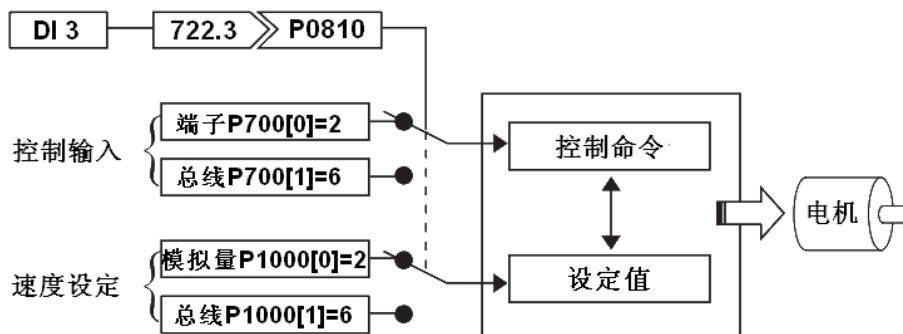 DI 3
722.3
P0810
控制输入
端子P700[0]=2
总线P700[1]=6
控制命令
电机
速度设定
模拟量P1000[0]=2
总线P1000[1]=6
设定值